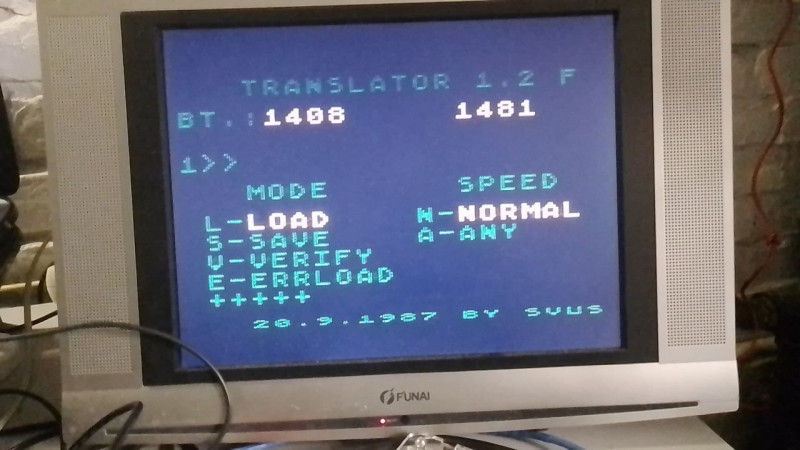 TRANSLATOR 1.2 F
BT.:1408 1481
1>>
MODE SPEED
L-LOAD N-NORMAL
S-SAVE A-ANY
V-VERIFY
E-ERRLOAD
+++++
20.9.1987 BY SVUS
FUNAI